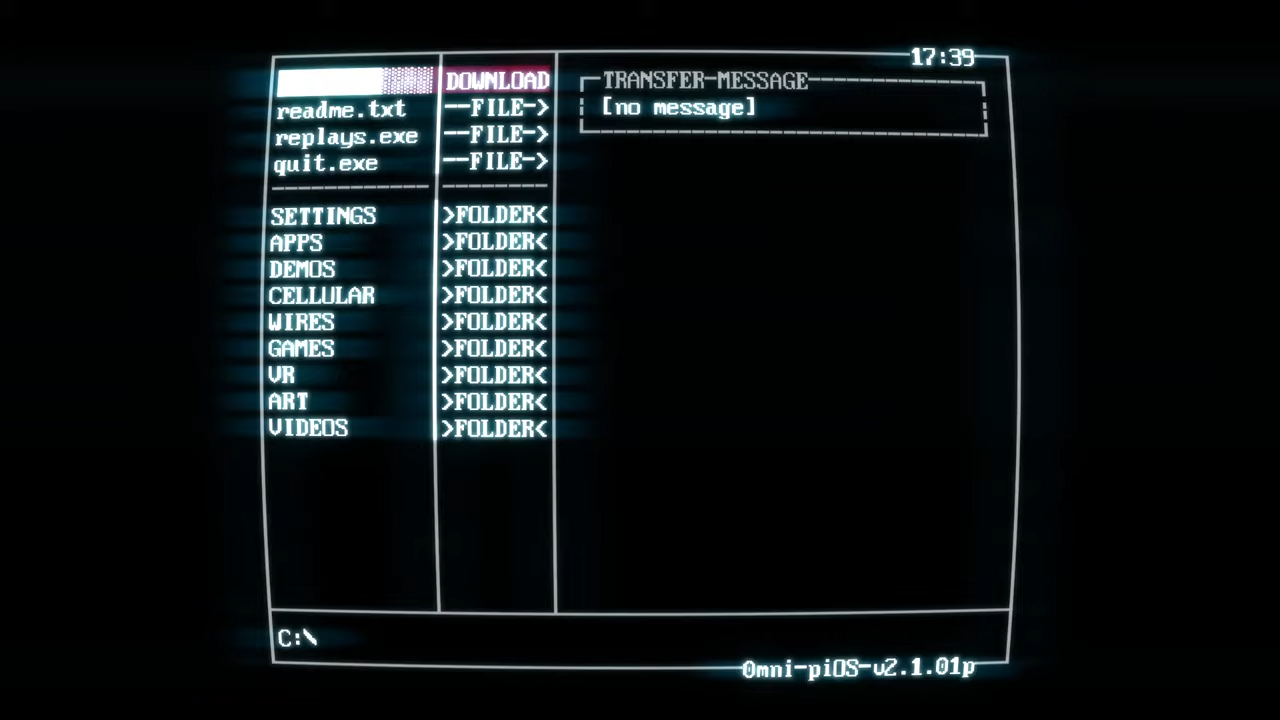 17:39
DOWNLOAD
TRANSFER-MESSAGE
[no message]
readme.txt --FILE->
replays.exe --FILE->
quit.exe --FILE->
SETTINGS >FOLDER<
APPS >FOLDER<
DEMOS >FOLDER<
CELLULAR >FOLDER<
WIRES >FOLDER<
GAMES >FOLDER<
VR >FOLDER<
ART >FOLDER<
VIDEOS >FOLDER<
C:\
Omni-piOS-v2.1.01p